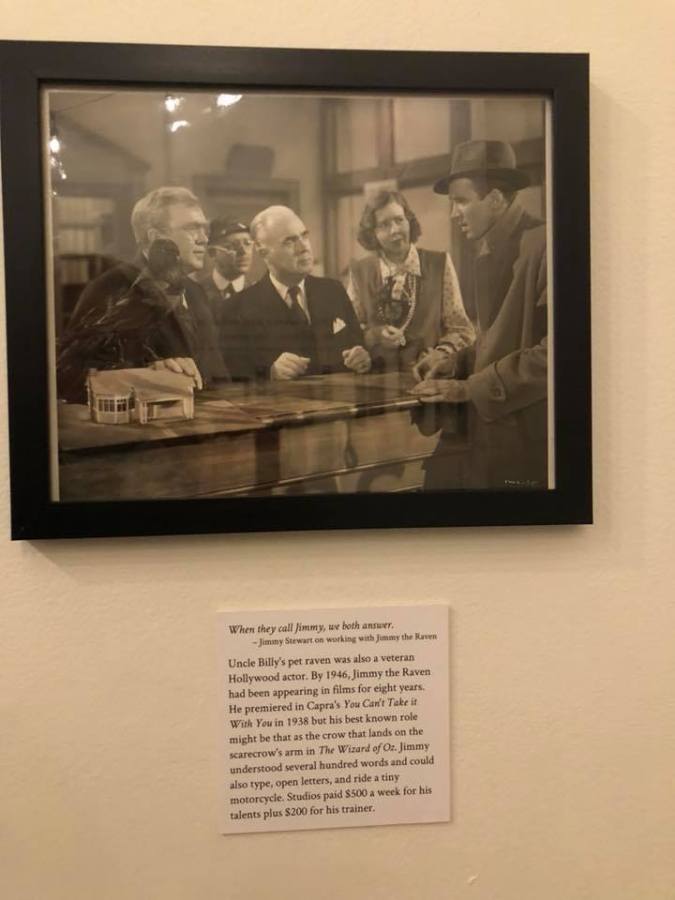 When they call Jimmy, we both answer.
– Jimmy Stewart on working with Jimmy the Raven
Uncle Billy's pet raven was also a veteran
Hollywood actor. By 1946, Jimmy the Raven
had been appearing in films for eight years.
He premiered in Capra's You Can't Take it
With You in 1938 but his best known role
might be that as the crow that lands on the
scarecrow's arm in The Wizard of Oz. Jimmy
understood several hundred words and could
also type, open letters, and ride a tiny
motorcycle. Studios paid $500 a week for his
talents plus $200 for his trainer.